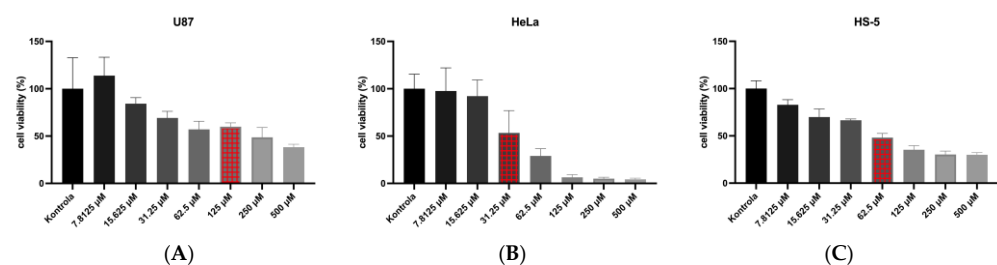 U87
cell viability (%)
150
100
50
0
Kontrola
7.8125 µM
15.625 µM
31.25 µM
62.5 µM
125 µM
250 µM
500 µM
(A)
HeLa
cell viability (%)
150
100
50
0
Kontrola
7.8125 µM
15.625 µM
31.25 µM
62.5 µM
125 µM
250 µM
500 µM
(B)
HS-5
cell viability (%)
150
100
50
0
Kontrola
7.8125 µM
15.625 µM
31.25 µM
62.5 µM
125 µM
250 µM
500 µM
(C)